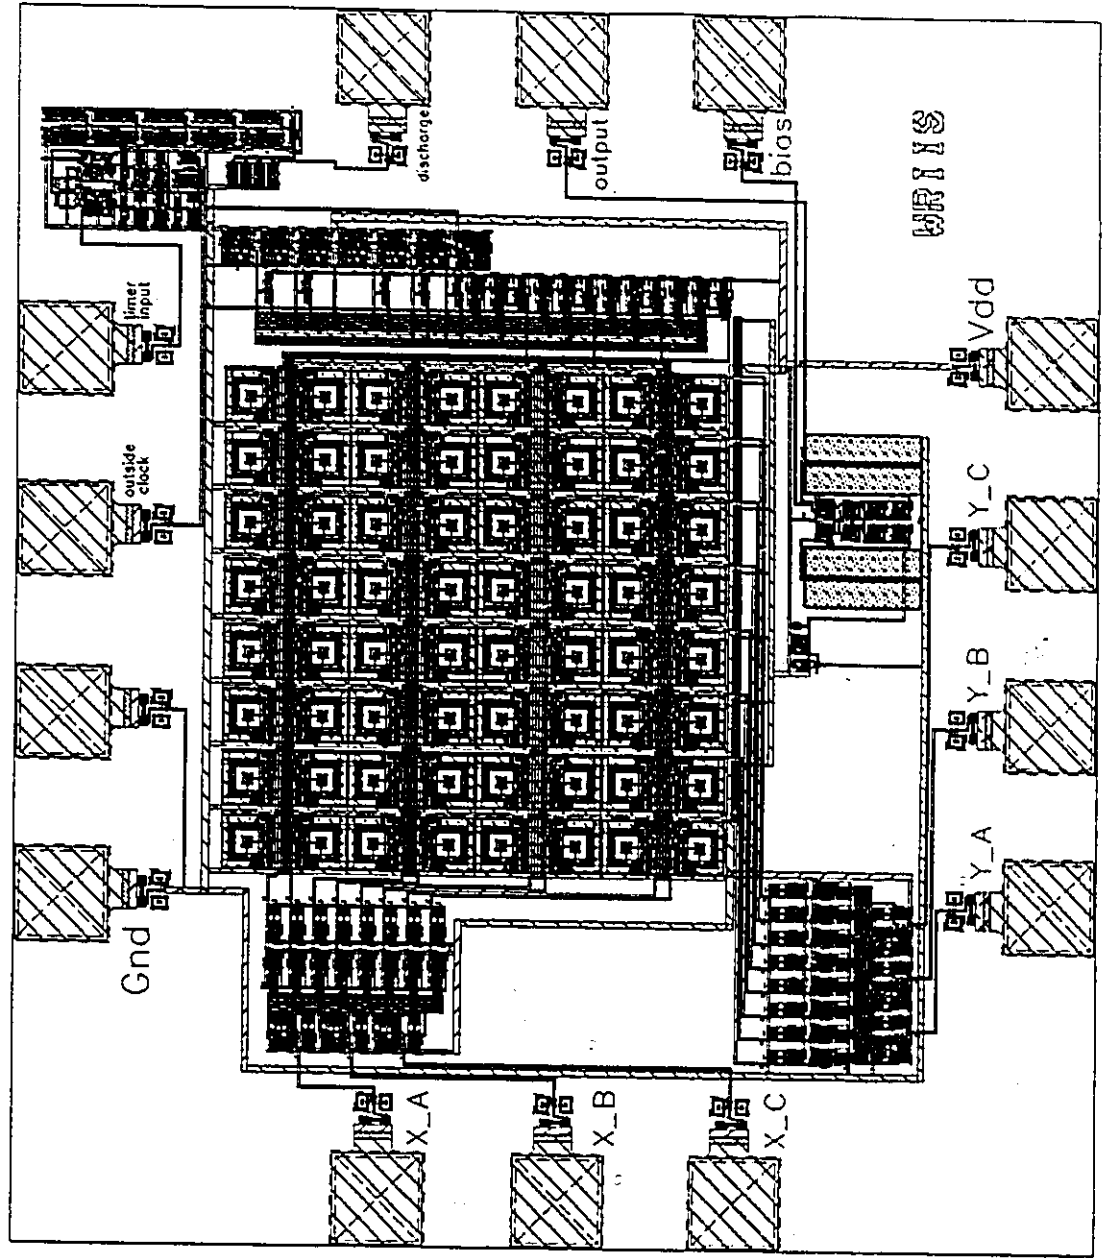 discharge
output
bias
timer
input
Vdd
outside
clock
Y_C
Y_B
Y_A
Gnd
X_A
X_B
X_C